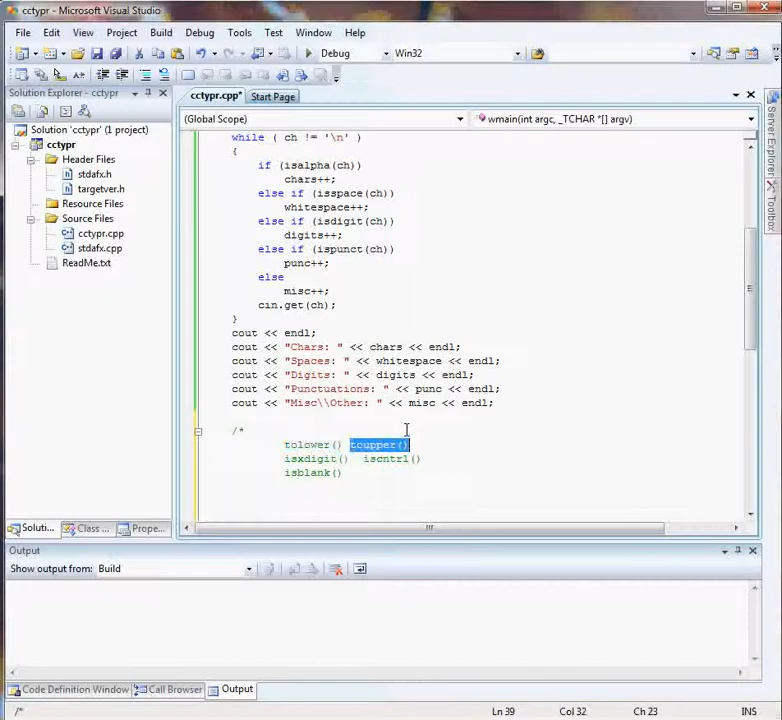 cctypr - Microsoft Visual Studio
File Edit View Project Build Debug Tools Test Window Help
Debug Win32
Solution Explorer - cctypr
cctypr.cpp* Start Page
(Global Scope) wmain(int argc, _TCHAR *[] argv)
Solution 'cctypr' (1 project)
cctypr
Header Files
stdafx.h
targetver.h
Resource Files
Source Files
cctypr.cpp
stdafx.cpp
ReadMe.txt
while ( ch != '\n' )
{
if (isalpha(ch))
chars++;
else if (isspace(ch))
whitespace++;
else if (isdigit(ch))
digits++;
else if (ispunct(ch))
punc++;
else
misc++;
cin.get(ch);
}
cout << endl;
cout << "Chars: " << chars << endl;
cout << "Spaces: " << whitespace << endl;
cout << "Digits: " << digits << endl;
cout << "Punctuations: " << punc << endl;
cout << "Misc\\Other: " << misc << endl;
/*
tolower() toupper()
isxdigit() iscntrl()
isblank()
Server Explorer
Toolbox
Soluti... Class ... Prope...
Output
Show output from: Build
Code Definition Window Call Browser Output
/* Ln 39 Col 32 Ch 23 INS